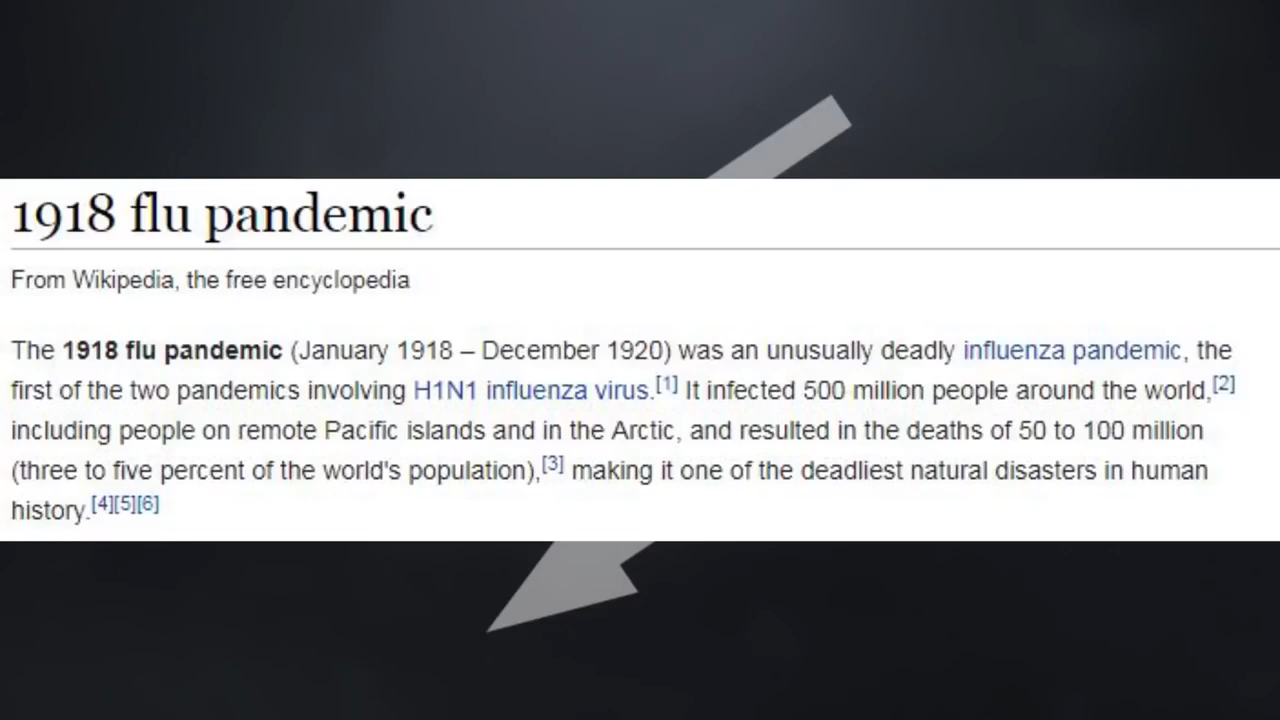 1918 flu pandemic
From Wikipedia, the free encyclopedia
The 1918 flu pandemic (January 1918 – December 1920) was an unusually deadly influenza pandemic, the
first of the two pandemics involving H1N1 influenza virus.[1] It infected 500 million people around the world,[2]
including people on remote Pacific islands and in the Arctic, and resulted in the deaths of 50 to 100 million
(three to five percent of the world's population),[3] making it one of the deadliest natural disasters in human
history.[4][5][6]